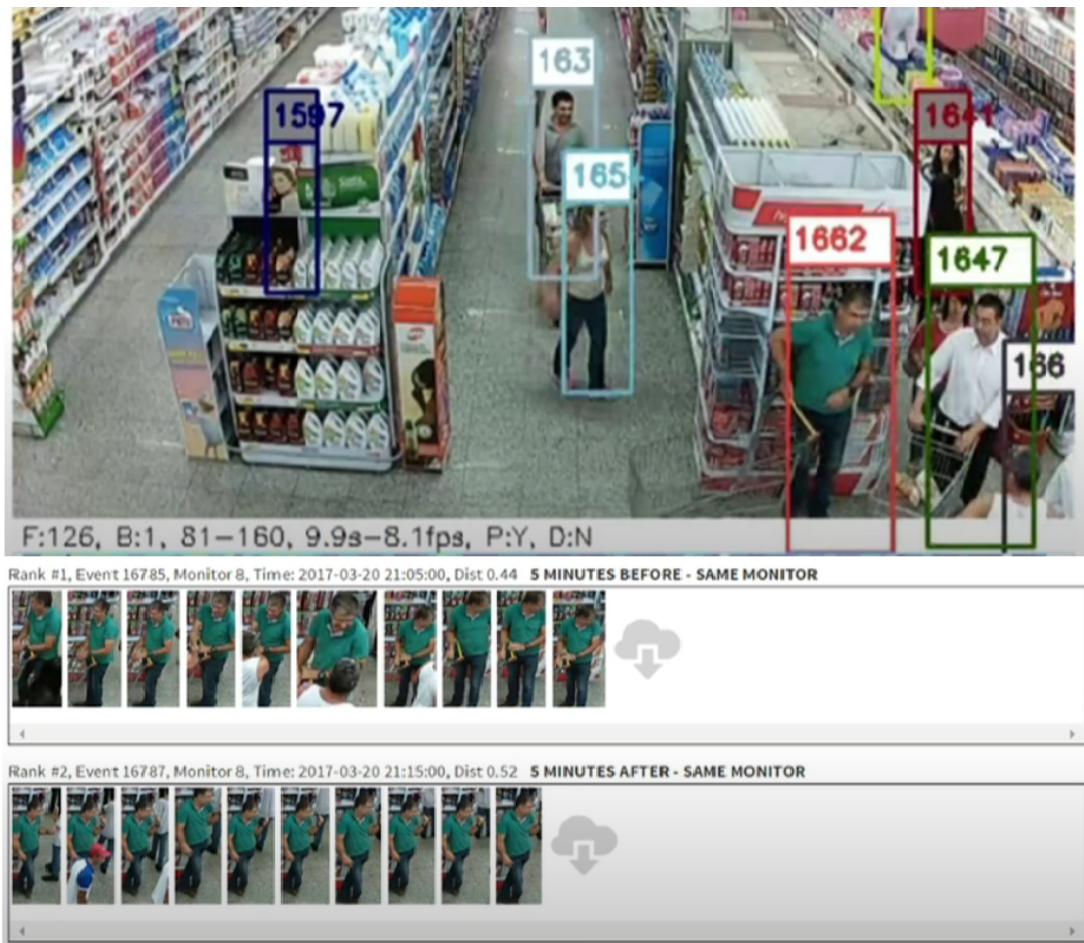 163
1597
1641
165
1662
1647
166
F:126, B:1, 81-160, 9.9s-8.1fps, P:Y, D:N
Rank #1, Event 16785, Monitor 8, Time: 2017-03-20 21:05:00, Dist 0.44 5 MINUTES BEFORE - SAME MONITOR
Rank #2, Event 16787, Monitor 8, Time: 2017-03-20 21:15:00, Dist 0.52 5 MINUTES AFTER - SAME MONITOR